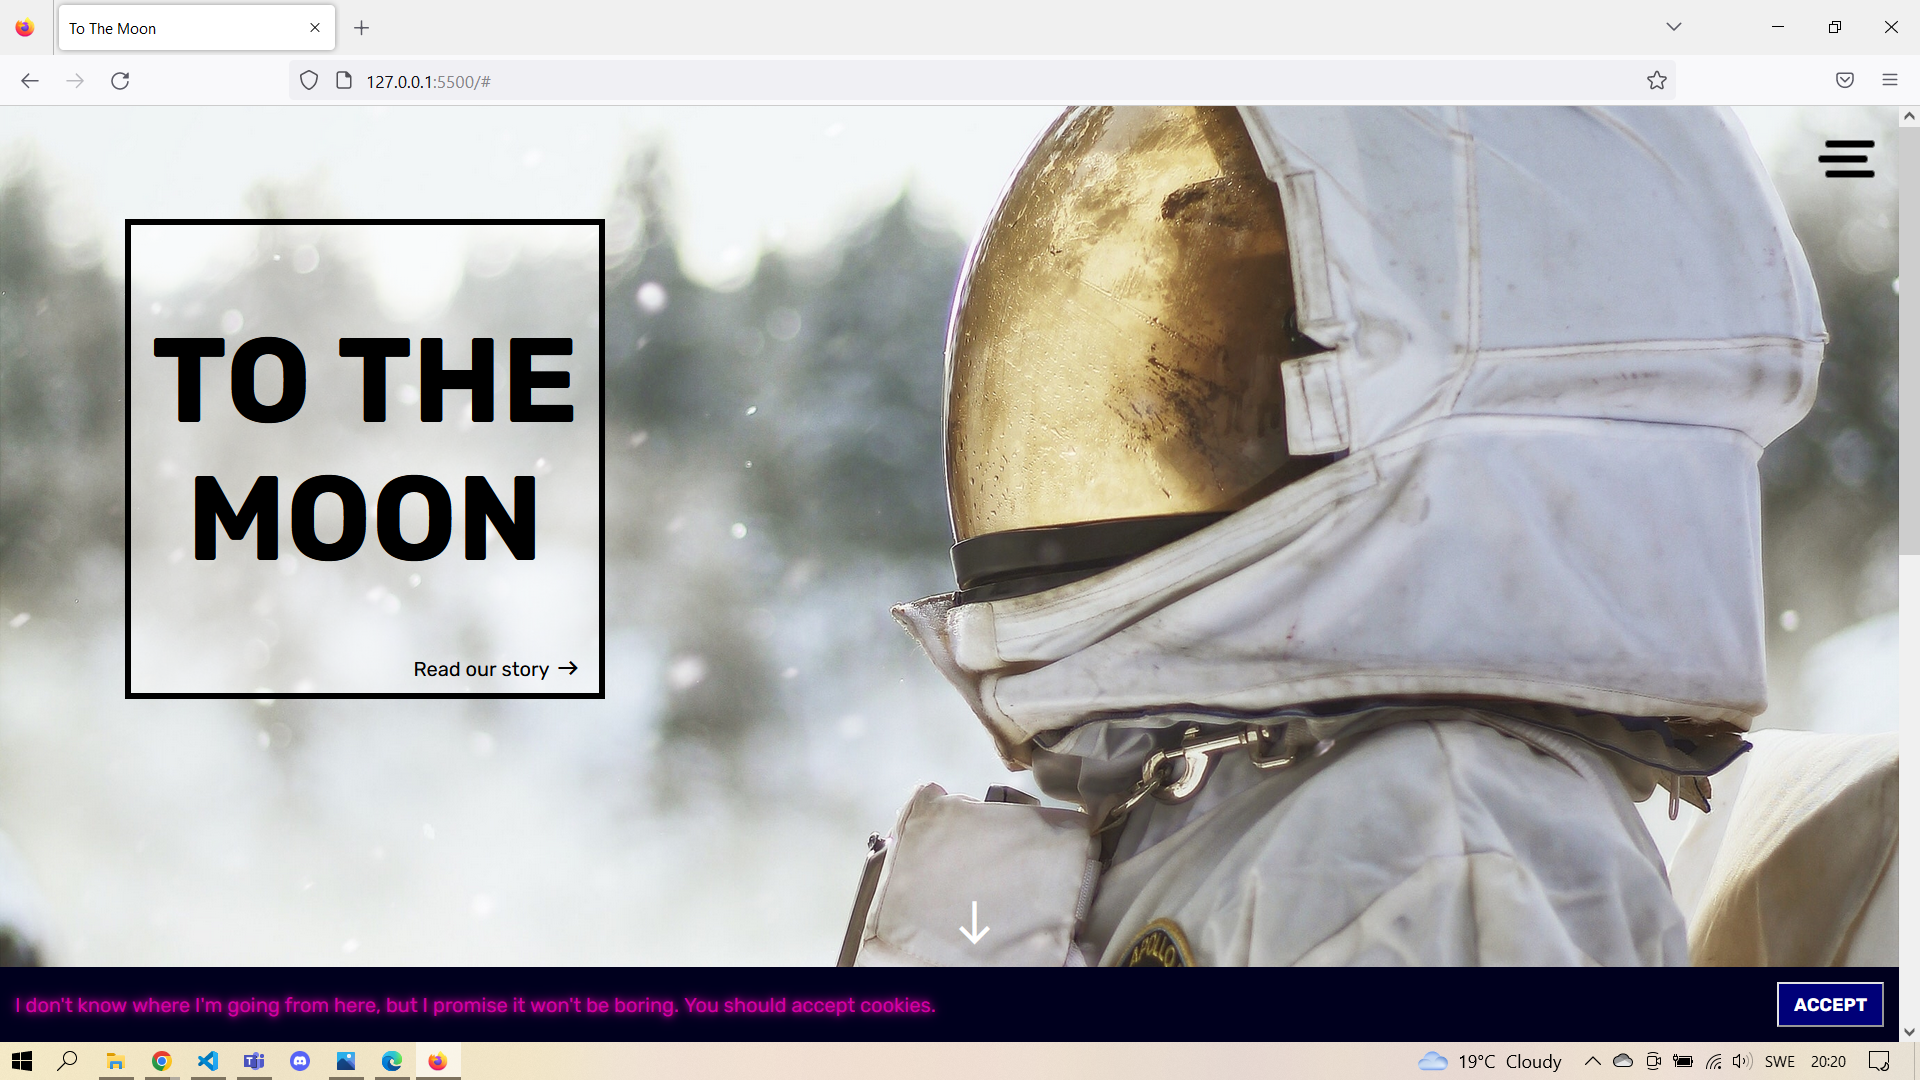 To The Moon
127.0.0.1:5500/#
TO THE
MOON
Read our story →
APOLLO
I don't know where I'm going from here, but I promise it won't be boring. You should accept cookies.
ACCEPT
19°C Cloudy
SWE
20:20